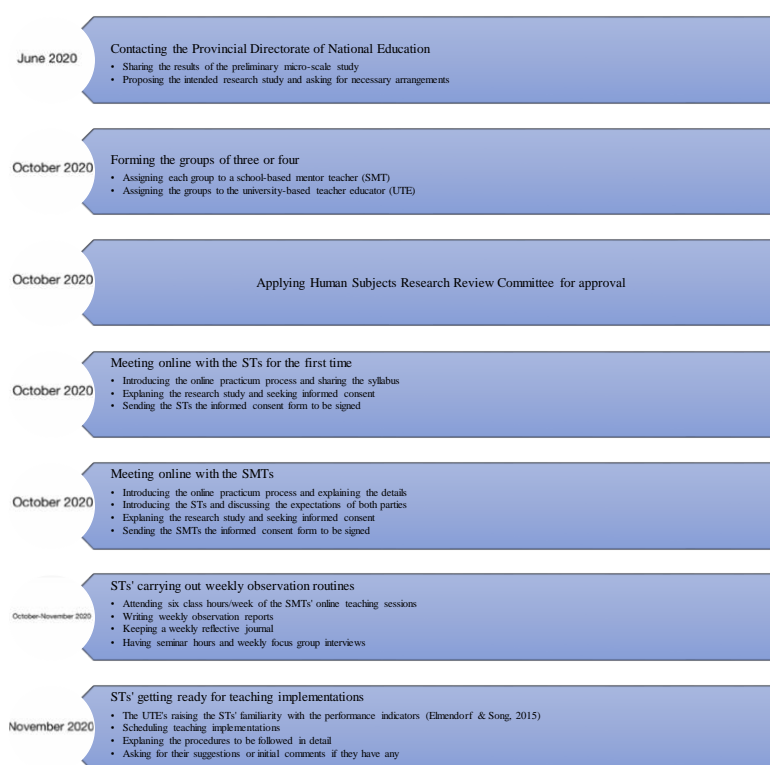 June 2020
Contacting the Provincial Directorate of National Education
• Sharing the results of the preliminary micro-scale study
• Proposing the intended research study and asking for necessary arrangements
October 2020
Forming the groups of three or four
• Assigning each group to a school-based mentor teacher (SMT)
• Assigning the groups to the university-based teacher educator (UTE)
October 2020
Applying Human Subjects Research Review Committee for approval
October 2020
Meeting online with the STs for the first time
• Introducing the online practicum process and sharing the syllabus
• Explaning the research study and seeking informed consent
• Sending the STs the informed consent form to be signed
October 2020
Meeting online with the SMTs
• Introducing the online practicum process and explaining the details
• Introducing the STs and discussing the expectations of both parties
• Explaning the research study and seeking informed consent
• Sending the SMTs the informed consent form to be signed
October-November 2020
STs' carrying out weekly observation routines
• Attending six class hours/week of the SMTs' online teaching sessions
• Writing weekly observation reports
• Keeping a weekly reflective journal
• Having seminar hours and weekly focus group interviews
November 2020
STs' getting ready for teaching implementations
• The UTE's raising the STs' familiarity with the performance indicators (Elmendorf & Song, 2015)
• Scheduling teaching implementations
• Explaning the procedures to be followed in detail
• Asking for their suggestions or initial comments if they have any